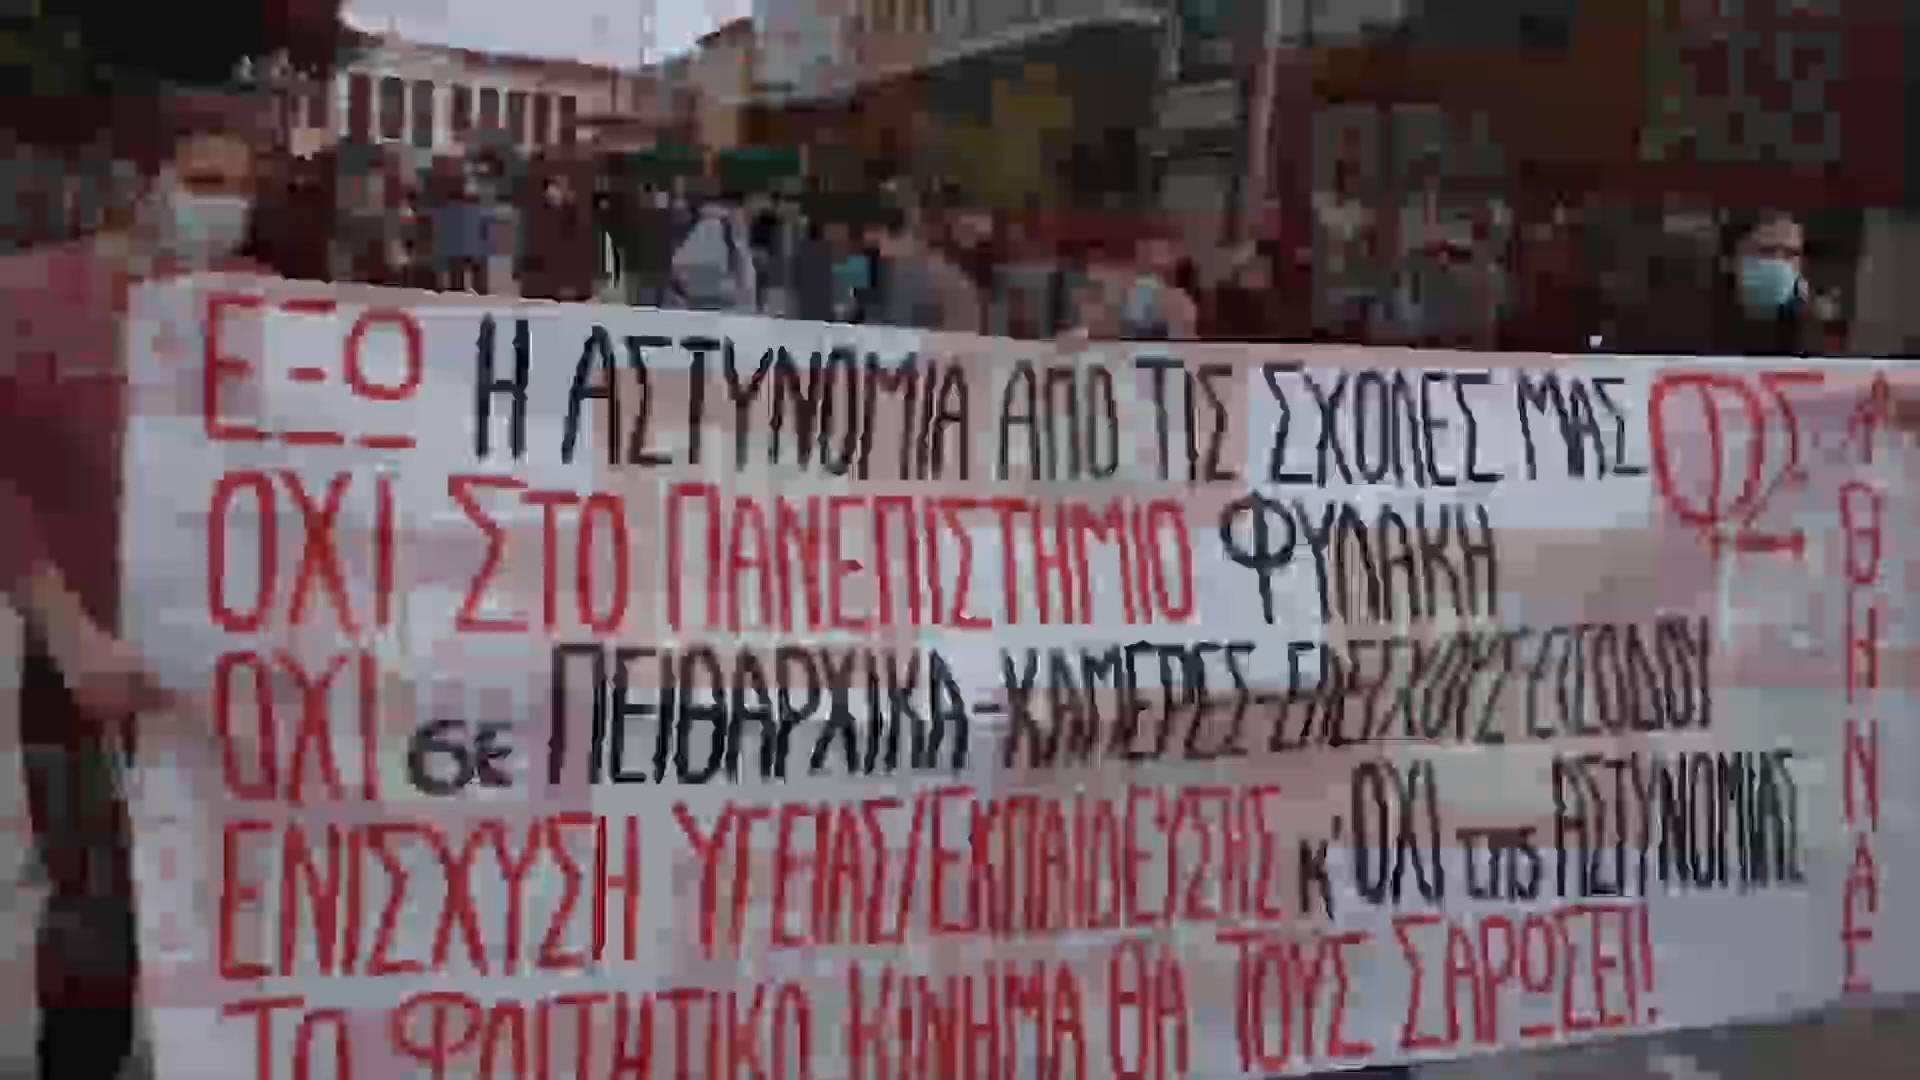 ΕΞΩ Η ΑΣΤΥΝΟΜΙΑ ΑΠΟ ΤΙΣ ΣΧΟΛΕΣ ΜΑΣ
ΟΧΙ ΣΤΟ ΠΑΝΕΠΙΣΤΗΜΙΟ ΦΥΛΑΚΗ
ΟΧΙ σε ΠΕΙΘΑΡΧΙΚΑ-ΚΑΜΕΡΕΣ-ΕΛΕΓΧΟΥΣ ΕΙΣΟΔΟΥ
ΕΝΙΣΧΥΣΗ ΥΓΕΙΑΣ/ΕΚΠΑΙΔΕΥΣΗΣ κ' ΟΧΙ της ΑΣΤΥΝΟΜΙΑΣ
ΤΟ ΦΟΙΤΗΤΙΚΟ ΚΙΝΗΜΑ ΘΑ ΤΟΥΣ ΣΑΡΩΣΕΙ!
ΦΣ
ΑΘΗΝΑΣ